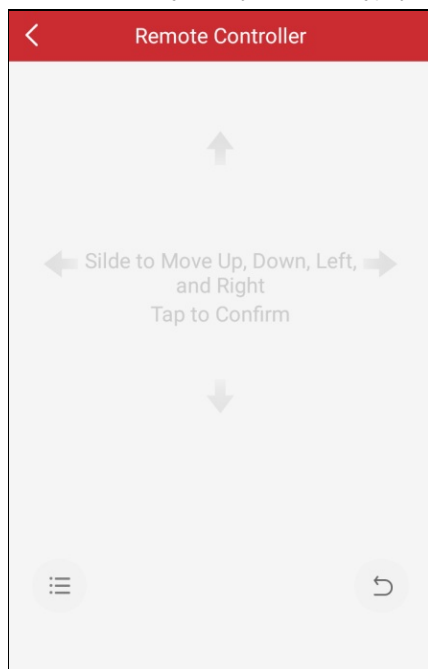 Remote Controller
Silde to Move Up, Down, Left,
and Right
Tap to Confirm